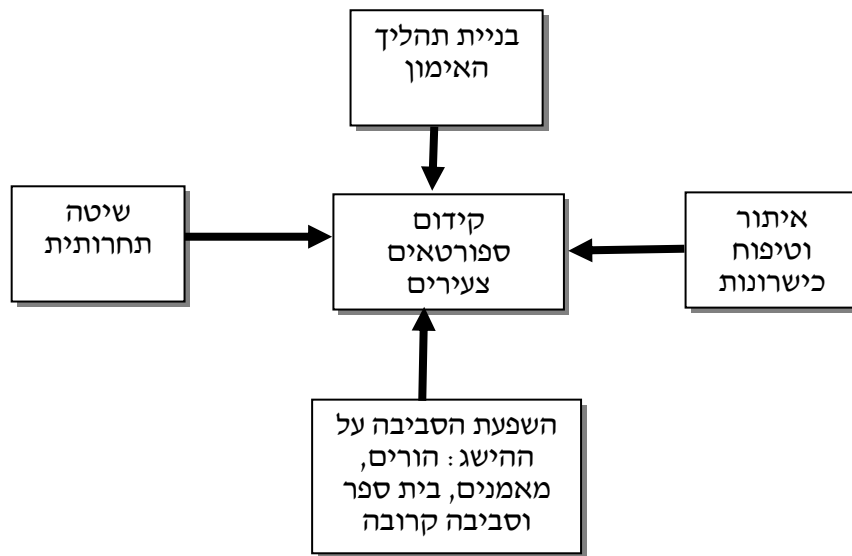 בניית תהליך
האימון
איתור
וטיפוח
כישרונות
קידום
ספורטאים
צעירים
שיטה
תחרותית
השפעת הסביבה על
ההישג: הורים,
מאמנים, בית ספר
וסביבה קרובה